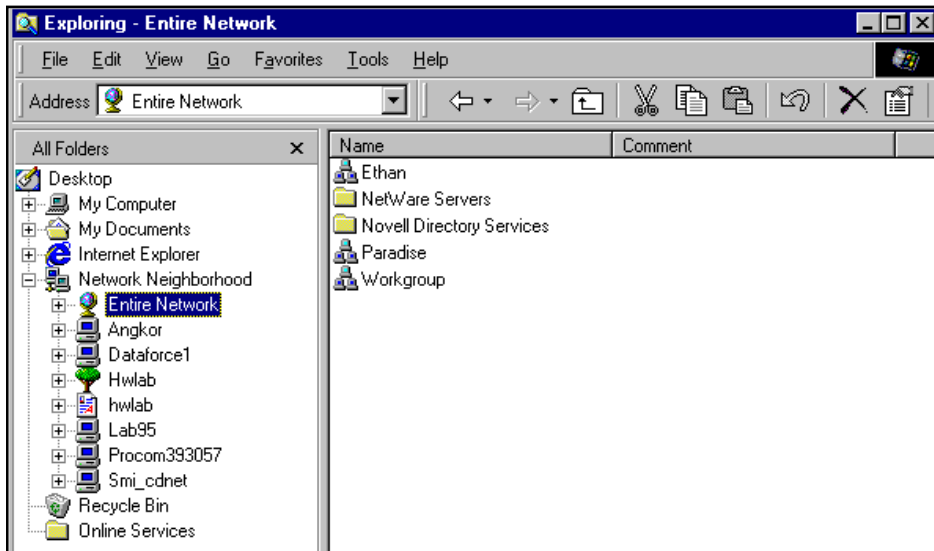 Exploring - Entire Network
File Edit View Go Favorites Tools Help
Address Entire Network
All Folders
Name Comment
Desktop
My Computer
My Documents
Internet Explorer
Network Neighborhood
Entire Network
Angkor
Dataforce1
Hwlab
hwlab
Lab95
Procom393057
Smi_cdnet
Recycle Bin
Online Services
Ethan
NetWare Servers
Novell Directory Services
Paradise
Workgroup